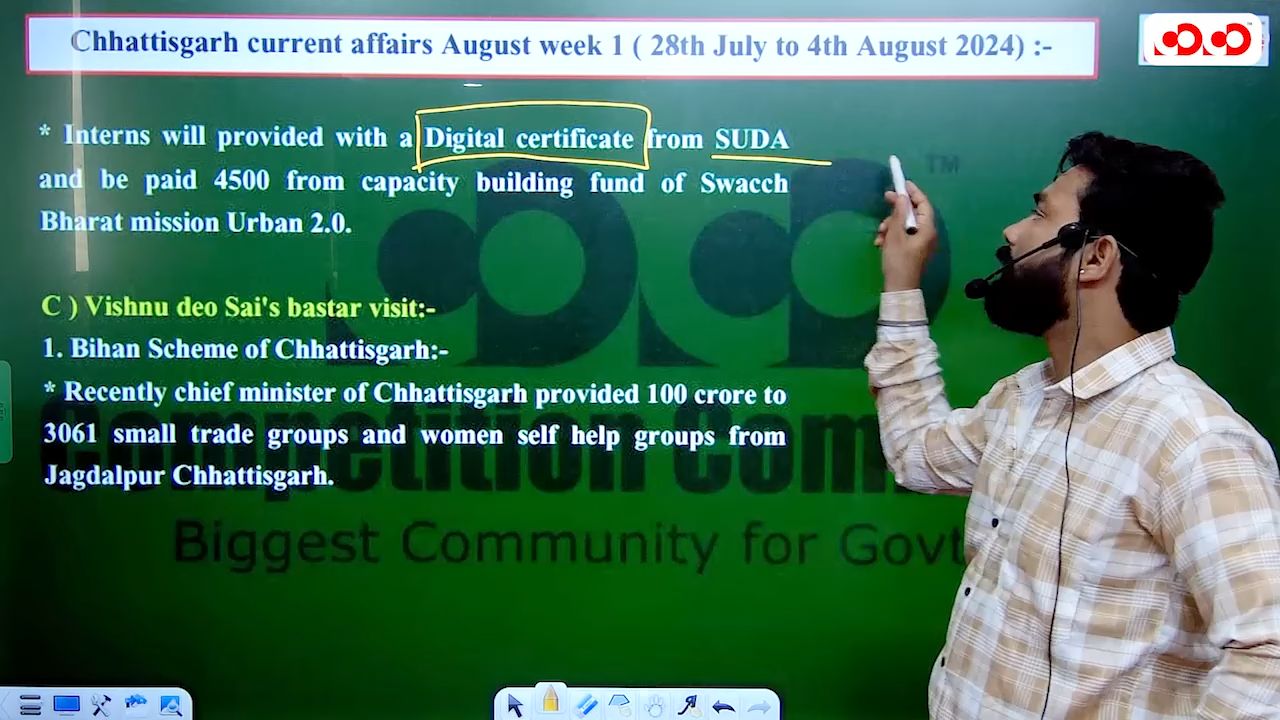 Chhattisgarh current affairs August week 1 ( 28th July to 4th August 2024) :-
* Interns will provided with a Digital certificate from SUDA
and be paid 4500 from capacity building fund of Swacch
Bharat mission Urban 2.0.
C ) Vishnu deo Sai's bastar visit:-
1. Bihan Scheme of Chhattisgarh:-
* Recently chief minister of Chhattisgarh provided 100 crore to
3061 small trade groups and women self help groups from
Jagdalpur Chhattisgarh.
TM
Competition Com
Biggest Community for Govt